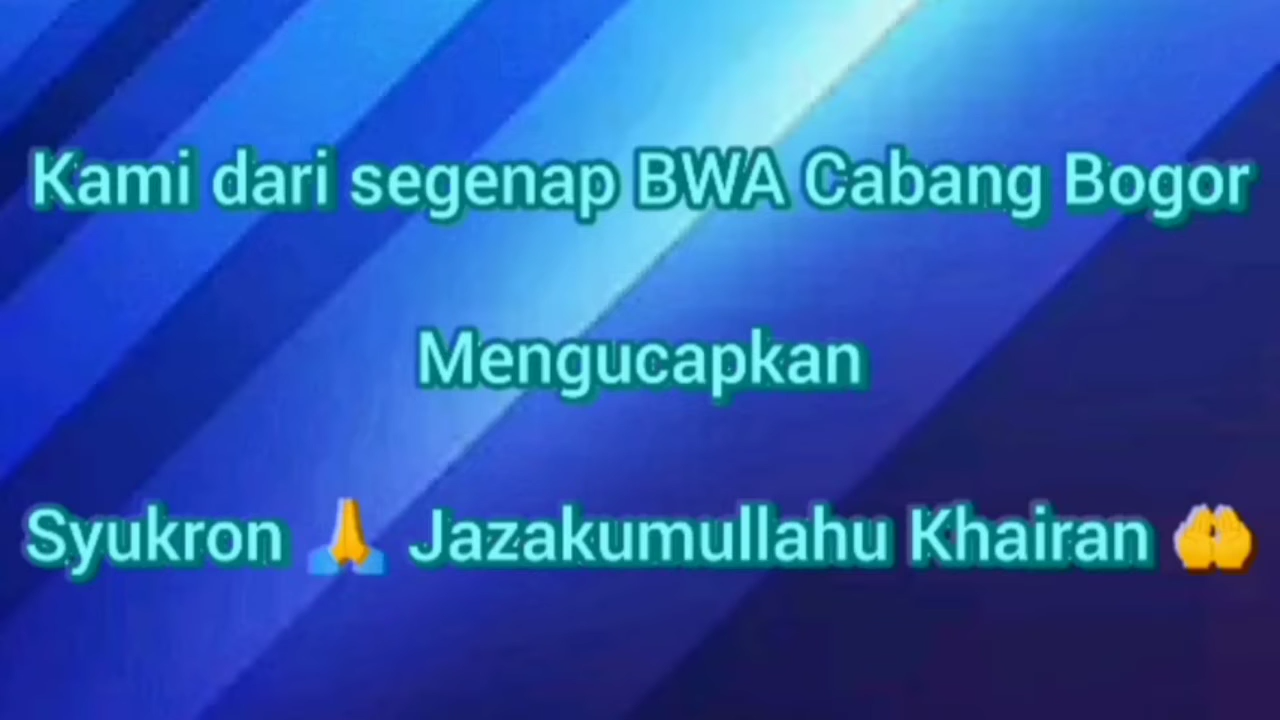 Kami dari segenap BWA Cabang Bogor
Mengucapkan
Syukron 🙏 Jazakumullahu Khairan 🤲